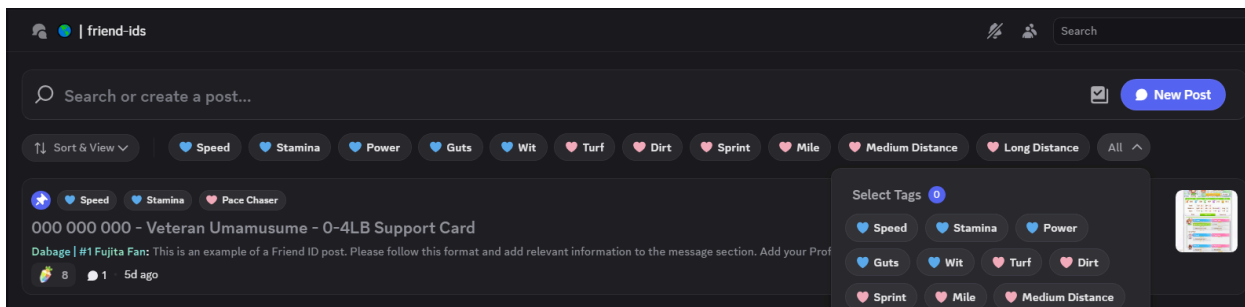 | friend-ids
Search
Search or create a post...
New Post
Sort & View
Speed
Stamina
Power
Guts
Wit
Turf
Dirt
Sprint
Mile
Medium Distance
Long Distance
All
Speed
Stamina
Pace Chaser
000 000 000 - Veteran Umamusume - 0-4LB Support Card
Dabage | #1 Fujita Fan: This is an example of a Friend ID post. Please follow this format and add relevant information to the message section. Add your Prof
8
1
5d ago
Select Tags 0
Speed
Stamina
Power
Guts
Wit
Turf
Dirt
Sprint
Mile
Medium Distance